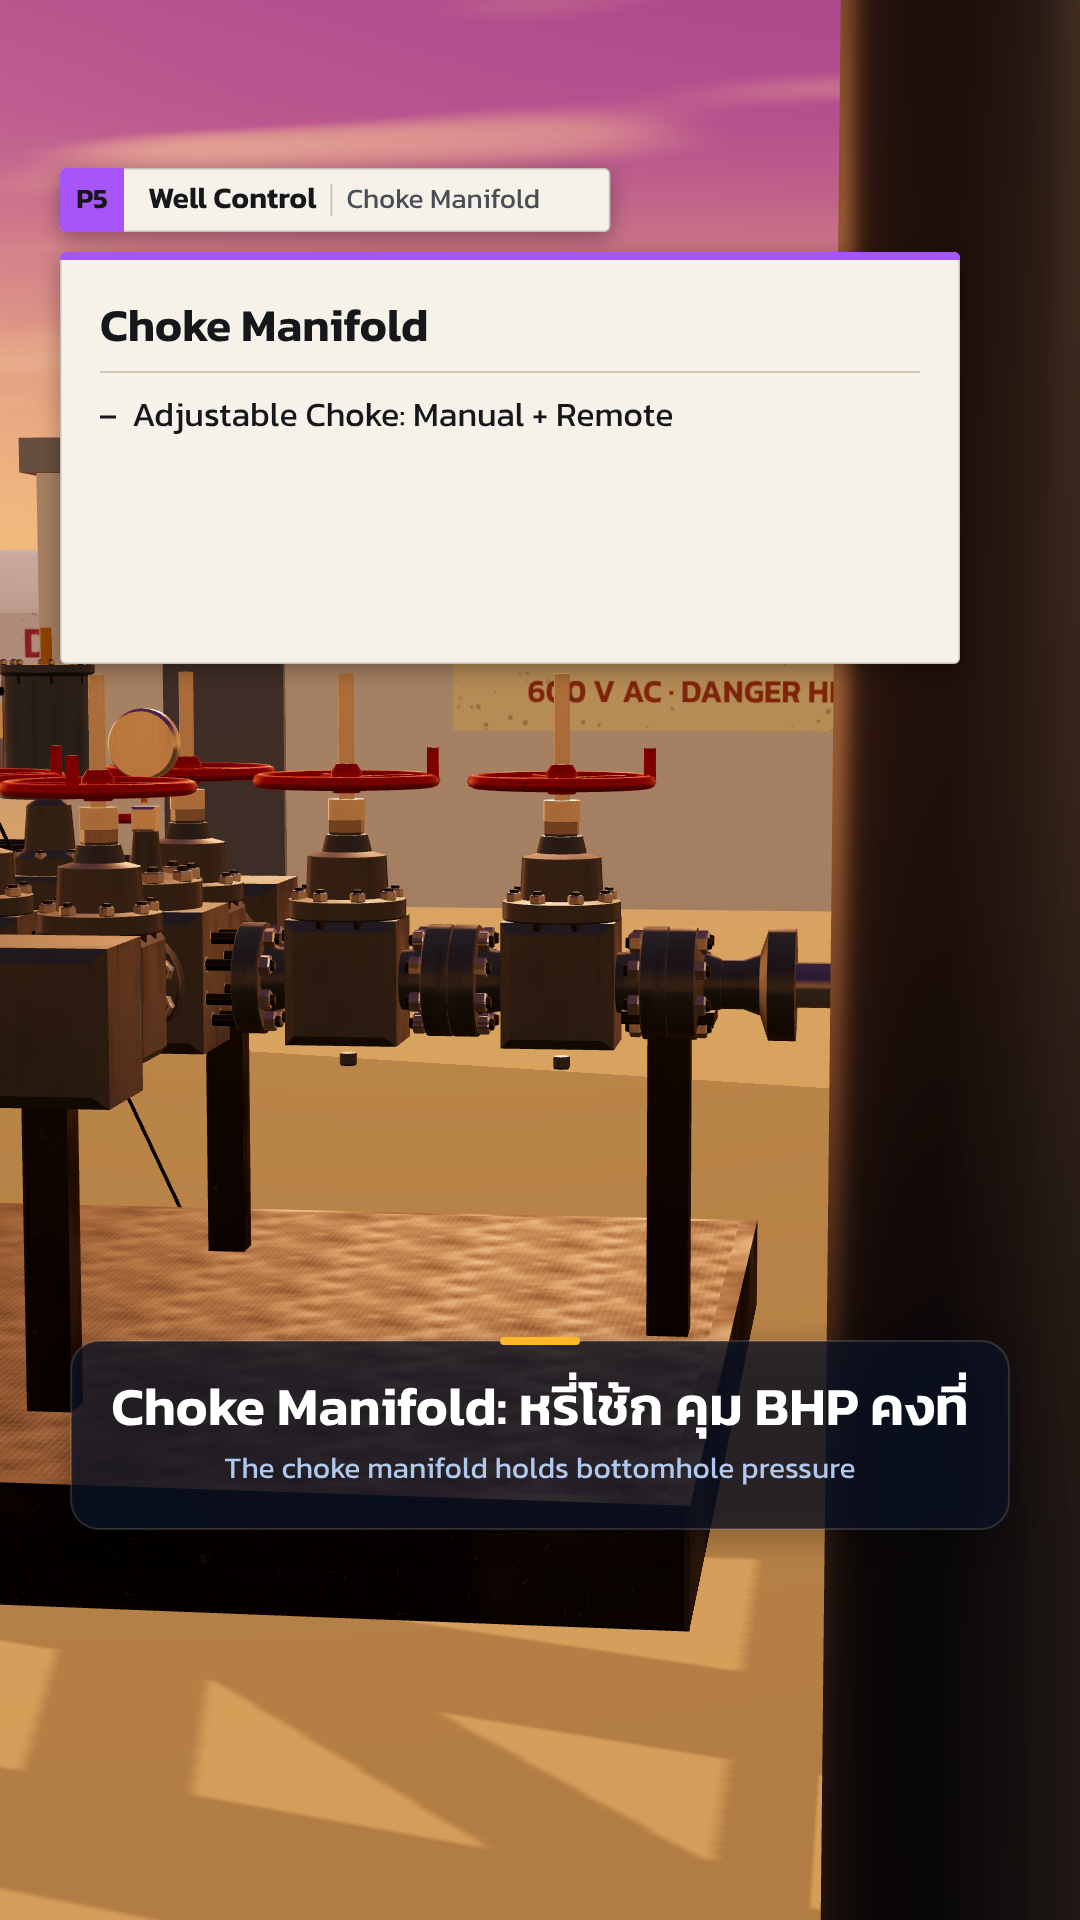 P5 Well Control | Choke Manifold
Choke Manifold
– Adjustable Choke: Manual + Remote
D
600 V AC · DANGER
Choke Manifold: หรี่โช้ก คุม BHP คงที่
The choke manifold holds bottomhole pressure